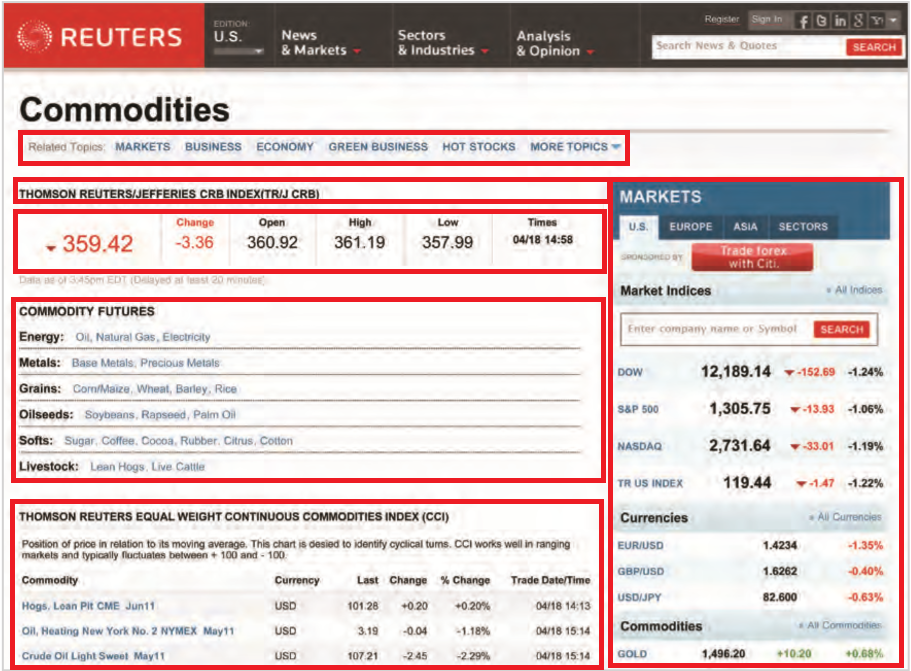 REUTERS
EDITION:
U.S.
News
& Markets
Sectors
& Industries
Analysis
& Opinion
Register Sign In
Search News & Quotes SEARCH
Commodities
Related Topics: MARKETS BUSINESS ECONOMY GREEN BUSINESS HOT STOCKS MORE TOPICS
THOMSON REUTERS/JEFFERIES CRB INDEX(TR/J CRB)
Change Open High Low Times
359.42 -3.36 360.92 361.19 357.99 04/18 14:58
Data as of 3:45pm EDT (Delayed at least 20 minutes).
COMMODITY FUTURES
Energy: Oil, Natural Gas, Electricity
Metals: Base Metals, Precious Metals
Grains: Corn/Maize, Wheat, Barley, Rice
Oilseeds: Soybeans, Rapseed, Palm Oil
Softs: Sugar, Coffee, Cocoa, Rubber, Citrus, Cotton
Livestock: Lean Hogs, Live Cattle
THOMSON REUTERS EQUAL WEIGHT CONTINUOUS COMMODITIES INDEX (CCI)
Position of price in relation to its moving average. This chart is desied to identify cyclical turns. CCI works well in ranging
markets and typically fluctuates between + 100 and - 100.
Commodity Currency Last Change % Change Trade Date/Time
Hogs, Loan Pit CME Jun11 USD 101.28 +0.20 +0.20% 04/18 14:13
Oil, Heating New York No. 2 NYMEX May11 USD 3.19 -0.04 -1.18% 04/18 15:14
Crude Oil Light Sweet May11 USD 107.21 -2.45 -2.29% 04/18 15:14
MARKETS
U.S. EUROPE ASIA SECTORS
SPONSORED BY
Trade forex
with Citi.
Market Indices » All Indices
Enter company name or Symbol SEARCH
DOW 12,189.14 -152.69 -1.24%
S&P 500 1,305.75 -13.93 -1.06%
NASDAQ 2,731.64 -33.01 -1.19%
TR US INDEX 119.44 -1.47 -1.22%
Currencies » All Currencies
EUR/USD 1.4234 -1.35%
GBP/USD 1.6262 -0.40%
USD/JPY 82.600 -0.63%
Commodities » All Commodities
GOLD 1,496.20 +10.20 +0.68%